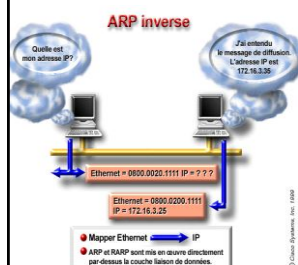 ARP inverse
Quelle est
mon adresse IP?
J'ai entendu
le message de diffusion.
L'adresse IP est
172.16.3.35
Ethernet = 0800.0020.1111 IP = ? ? ?
Ethernet = 0800.0200.1111
IP = 172.16.3.25
Mapper Ethernet IP
ARP et RARP sont mis en œuvre directement
par-dessus la couche liaison de données.
© Cisco Systems, Inc. 1999